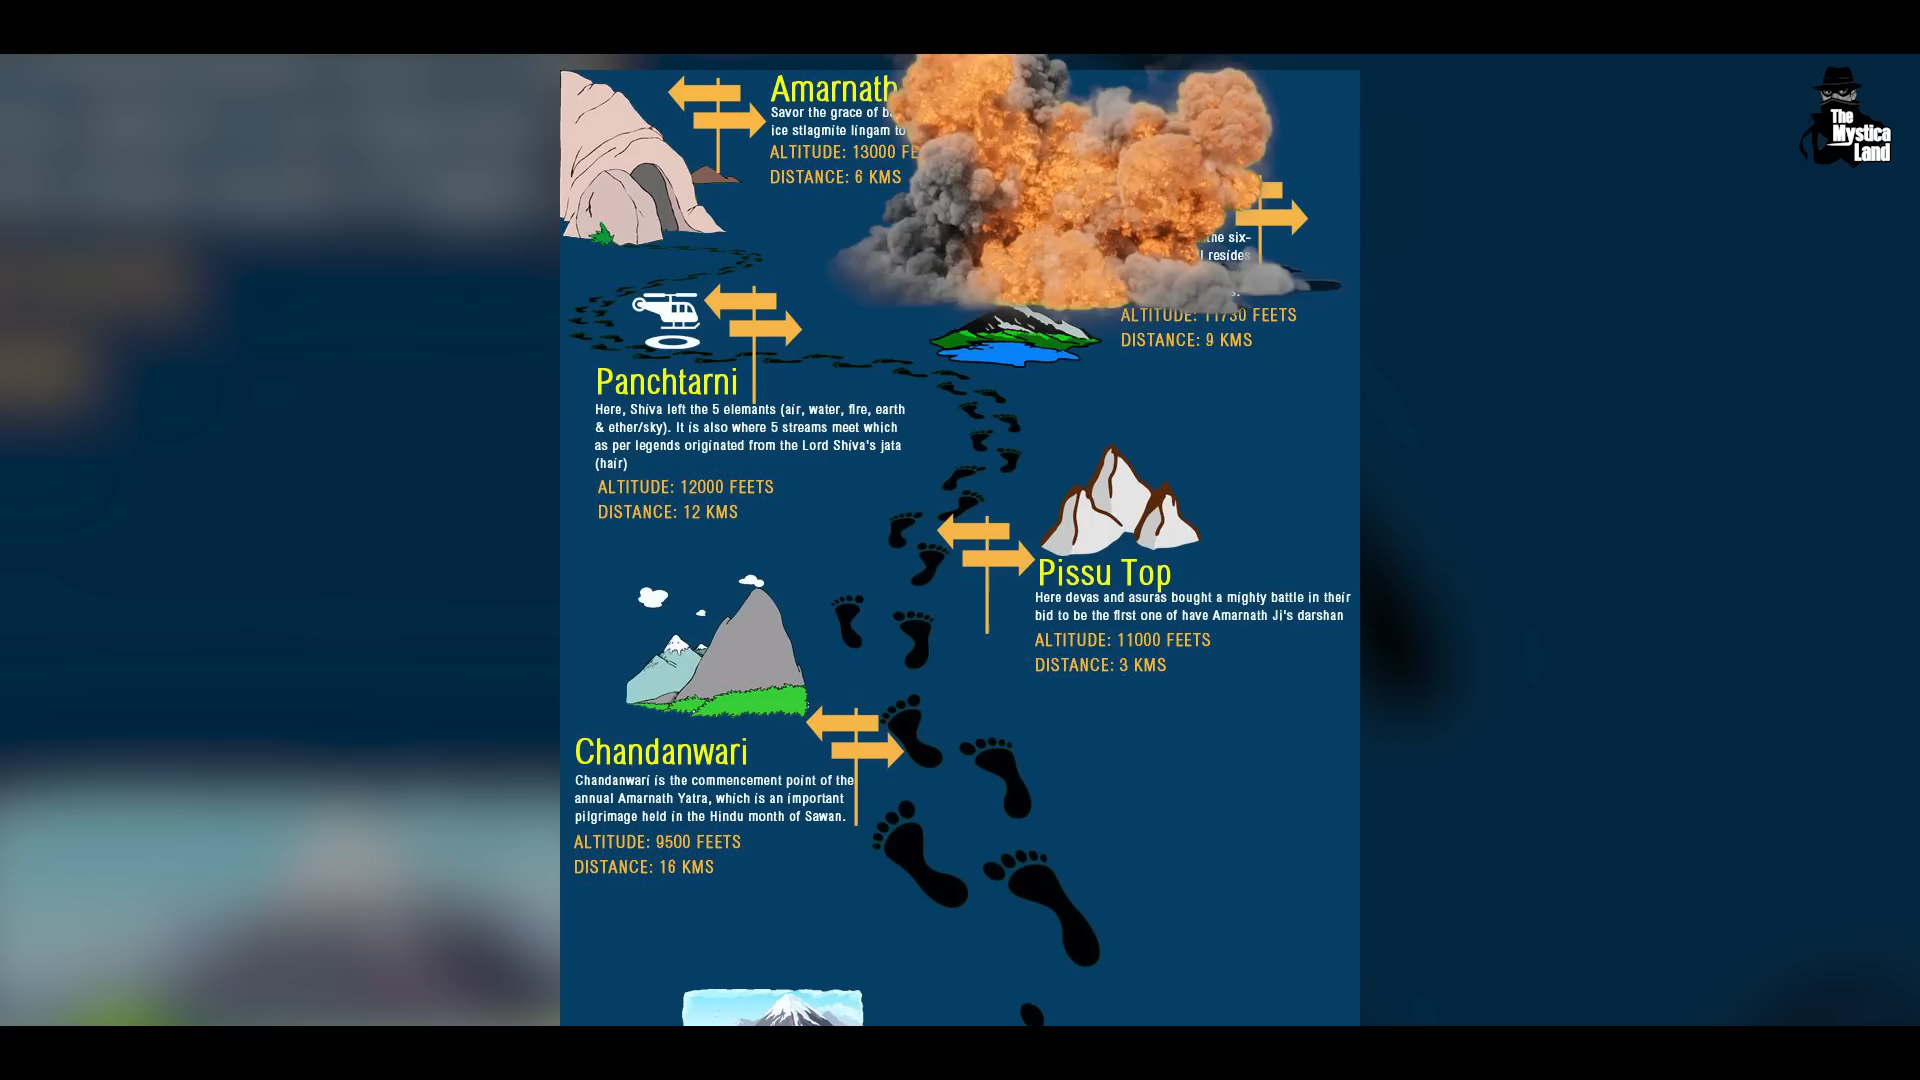 Amarnath
Savor the grace of
ice stlagmite lingam to
ALTITUDE: 13000
DISTANCE: 6 KMS
the six-
resides
ALTITUDE: 11730 FEETS
DISTANCE: 9 KMS
Panchtarni
Here, Shiva left the 5 elemants (air, water, fire, earth
& ether/sky). It is also where 5 streams meet which
as per legends originated from the Lord Shiva's jata
(hair)
ALTITUDE: 12000 FEETS
DISTANCE: 12 KMS
Pissu Top
Here devas and asuras bought a mighty battle in their
bid to be the first one of have Amarnath Ji's darshan
ALTITUDE: 11000 FEETS
DISTANCE: 3 KMS
Chandanwari
Chandanwari is the commencement point of the
annual Amarnath Yatra, which is an important
pilgrimage held in the Hindu month of Sawan.
ALTITUDE: 9500 FEETS
DISTANCE: 16 KMS
The
Mystica
Land